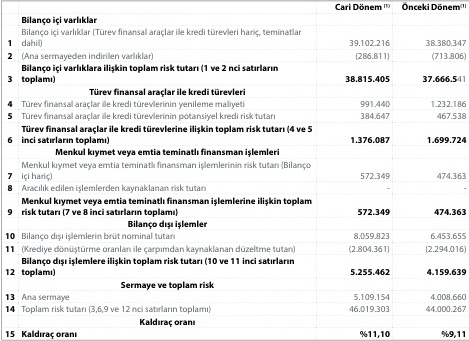 Cari Dönem (1) Önceki Dönem(1)
Bilanço içi varlıklar
Bilanço içi varlıklar (Türev finansal araçlar ile kredi türevleri hariç, teminatlar
1 dahil) 39.102.216 38.380.347
2 (Ana sermayeden indirilen varlıklar) (286.811) (713.806)
Bilanço içi varlıklara ilişkin toplam risk tutarı (1 ve 2 nci satırların
3 toplamı) 38.815.405 37.666.541
Türev finansal araçlar ile kredi türevleri
4 Türev finansal araçlar ile kredi türevlerinin yenileme maliyeti 991.440 1.232.186
5 Türev finansal araçlar ile kredi türevlerinin potansiyel kredi risk tutarı 384.647 467.538
Türev finansal araçlar ile kredi türevlerine ilişkin toplam risk tutarı (4 ve 5
6 inci satırların toplamı) 1.376.087 1.699.724
Menkul kıymet veya emtia teminatlı finansman işlemleri
Menkul kıymet veya emtia teminatlı finansman işlemlerinin risk tutarı (Bilanço
7 içi hariç) 572.349 474.363
8 Aracılık edilen işlemlerden kaynaklanan risk tutarı - -
Menkul kıymet veya emtia teminatlı finansman işlemlerine ilişkin toplam
9 risk tutarı (7 ve 8 inci satırların toplamı) 572.349 474.363
Bilanço dışı işlemler
10 Bilanço dışı işlemlerin brüt nominal tutarı 8.059.823 6.453.655
11 (Krediye dönüştürme oranları ile çarpımdan kaynaklanan düzeltme tutarı) (2.804.361) (2.294.016)
Bilanço dışı işlemlere ilişkin toplam risk tutarı (10 ve 11 inci satırların
12 toplamı) 5.255.462 4.159.639
Sermaye ve toplam risk
13 Ana sermaye 5.109.154 4.008.660
14 Toplam risk tutarı (3,6,9 ve 12 nci satırların toplamı) 46.019.303 44.000.267
Kaldıraç oranı
15 Kaldıraç oranı %11,10 %9,11